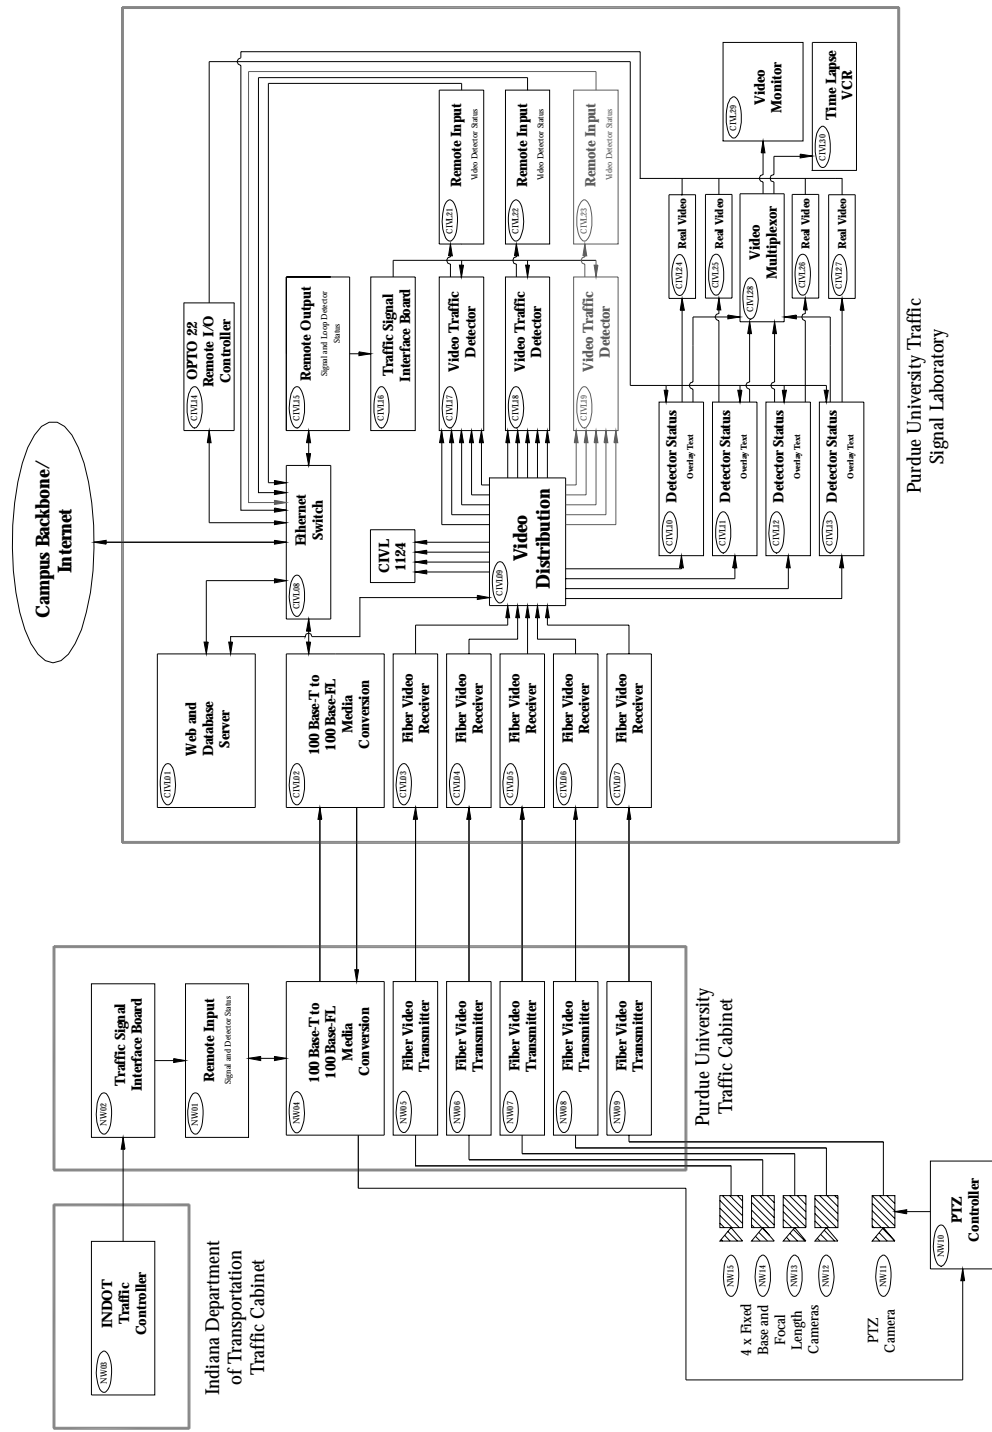 Campus Backbone/
Internet
INDOT
Traffic
Controller
NW03
Indiana Department
of Transportation
Traffic Cabinet
Traffic Signal
Interface Board
NW02
Remote Input
Signal and Detector Status
NW01
100 Base-T to
100 Base-FL
Media
Conversion
NW04
Fiber Video
Transmitter
NW05
Fiber Video
Transmitter
NW06
Fiber Video
Transmitter
NW07
Fiber Video
Transmitter
NW08
Fiber Video
Transmitter
NW09
Purdue University
Traffic Cabinet
NW15
NW14
NW13
NW12
4 x Fixed
Base and
Focal
Length
Cameras
NW11
PTZ
Camera
NW10
PTZ
Controller
Web and
Database
Server
CIVL01
100 Base-T to
100 Base-FL
Media
Conversion
CIVL02
Fiber Video
Receiver
CIVL03
Fiber Video
Receiver
CIVL04
Fiber Video
Receiver
CIVL05
Fiber Video
Receiver
CIVL06
Fiber Video
Receiver
CIVL07
Ethernet
Switch
CIVL08
CIVL
1124
Video
Distribution
CIVL09
CIVL10
Detector Status
Overlay Text
CIVL11
Detector Status
Overlay Text
CIVL12
Detector Status
Overlay Text
CIVL13
Detector Status
Overlay Text
CIVL14
OPTO 22
Remote I/O
Controller
CIVL15
Remote Output
Signal and Loop Detector
Status
CIVL16
Traffic Signal
Interface Board
CIVL17
Video Traffic
Detector
CIVL18
Video Traffic
Detector
CIVL19
Video Traffic
Detector
CIVL21
Remote Input
Video Detector Status
CIVL22
Remote Input
Video Detector Status
CIVL23
Remote Input
Video Detector Status
CIVL24
Real Video
CIVL25
Real Video
CIVL28
Video
Multiplexor
CIVL26
Real Video
CIVL27
Real Video
CIVL29
Video
Monitor
CIVL30
Time Lapse
VCR
Purdue University Traffic
Signal Laboratory